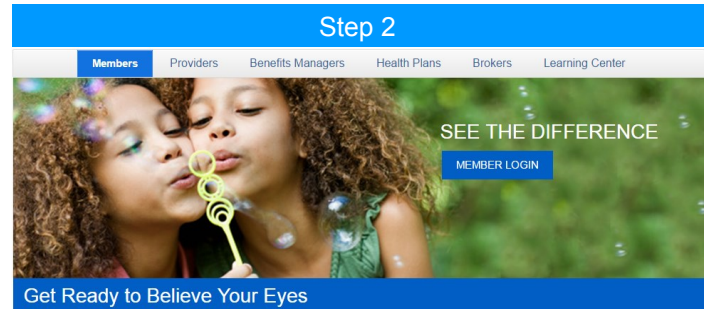 Step 2
Members Providers Benefits Managers Health Plans Brokers Learning Center
SEE THE DIFFERENCE
MEMBER LOGIN
Get Ready to Believe Your Eyes